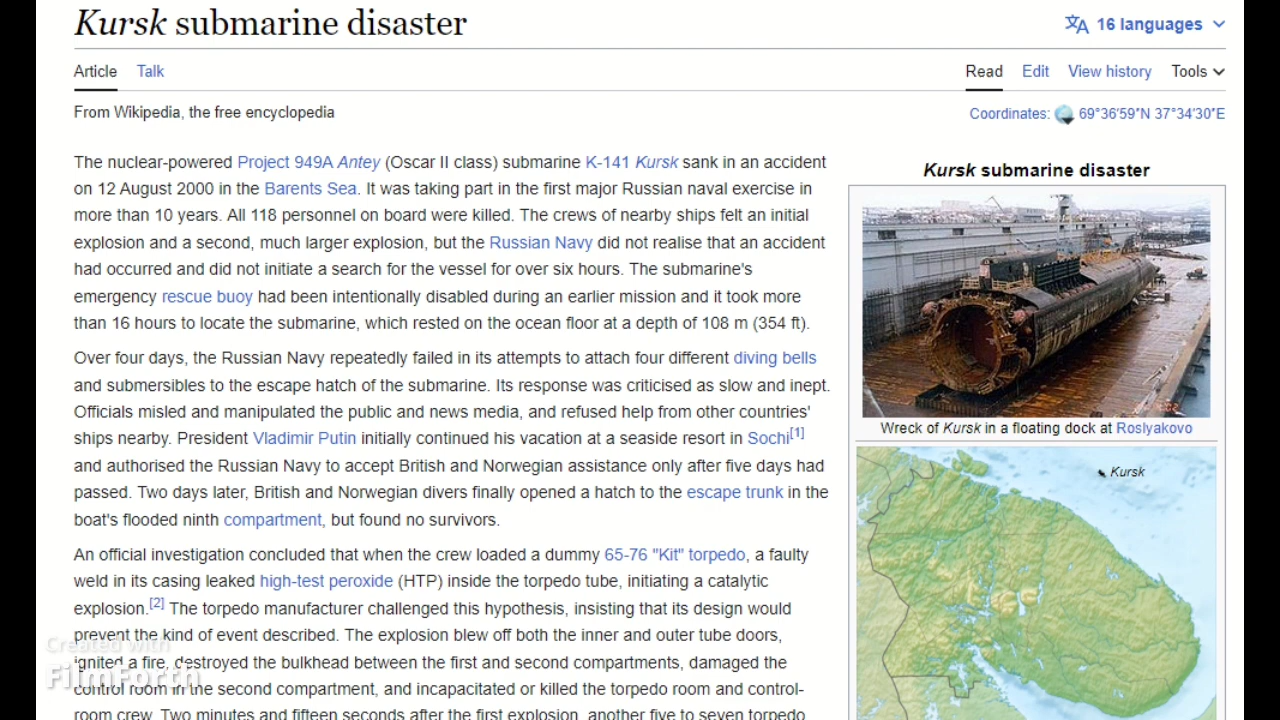 Kursk submarine disaster
16 languages
Article Talk
Read Edit View history Tools
From Wikipedia, the free encyclopedia
Coordinates: 69°36′59″N 37°34′30″E
The nuclear-powered Project 949A Antey (Oscar II class) submarine K-141 Kursk sank in an accident
on 12 August 2000 in the Barents Sea. It was taking part in the first major Russian naval exercise in
more than 10 years. All 118 personnel on board were killed. The crews of nearby ships felt an initial
explosion and a second, much larger explosion, but the Russian Navy did not realise that an accident
had occurred and did not initiate a search for the vessel for over six hours. The submarine's
emergency rescue buoy had been intentionally disabled during an earlier mission and it took more
than 16 hours to locate the submarine, which rested on the ocean floor at a depth of 108 m (354 ft).
Over four days, the Russian Navy repeatedly failed in its attempts to attach four different diving bells
and submersibles to the escape hatch of the submarine. Its response was criticised as slow and inept.
Officials misled and manipulated the public and news media, and refused help from other countries'
ships nearby. President Vladimir Putin initially continued his vacation at a seaside resort in Sochi[1]
and authorised the Russian Navy to accept British and Norwegian assistance only after five days had
passed. Two days later, British and Norwegian divers finally opened a hatch to the escape trunk in the
boat's flooded ninth compartment, but found no survivors.
An official investigation concluded that when the crew loaded a dummy 65-76 "Kit" torpedo, a faulty
weld in its casing leaked high-test peroxide (HTP) inside the torpedo tube, initiating a catalytic
explosion.[2] The torpedo manufacturer challenged this hypothesis, insisting that its design would
prevent the kind of event described. The explosion blew off both the inner and outer tube doors,
ignited a fire, destroyed the bulkhead between the first and second compartments, damaged the
control room in the second compartment, and incapacitated or killed the torpedo room and control-
room crew. Two minutes and fifteen seconds after the first explosion, another five to seven torpedo
Kursk submarine disaster
Wreck of Kursk in a floating dock at Roslyakovo
Kursk
Created with
FilmForth